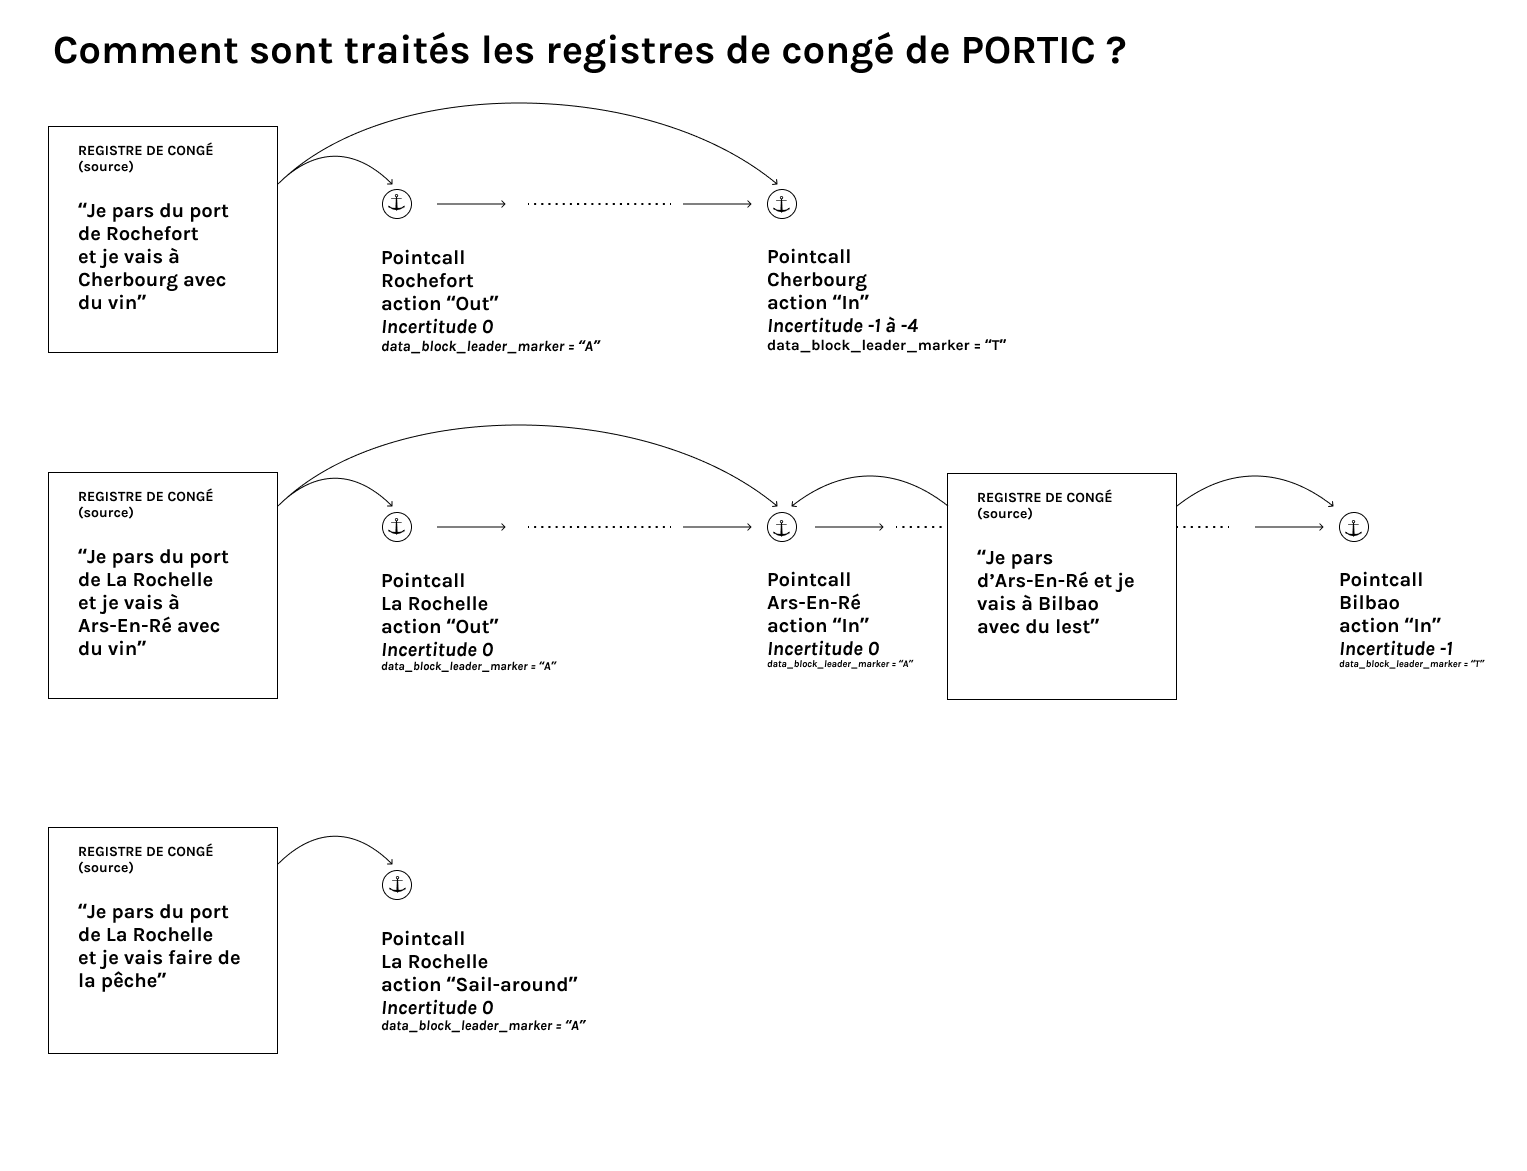 Comment sont traités les registres de congé de PORTIC ?
REGISTRE DE CONGÉ
(source)
“Je pars du port
de Rochefort
et je vais à
Cherbourg avec
du vin”
Pointcall
Rochefort
action “Out”
Incertitude 0
data_block_leader_marker = “A”
Pointcall
Cherbourg
action “In”
Incertitude -1 à -4
data_block_leader_marker = “T”
REGISTRE DE CONGÉ
(source)
“Je pars du port
de La Rochelle
et je vais à
Ars-En-Ré avec
du vin”
Pointcall
La Rochelle
action “Out”
Incertitude 0
data_block_leader_marker = “A”
Pointcall
Ars-En-Ré
action “In”
Incertitude 0
data_block_leader_marker = “A”
REGISTRE DE CONGÉ
(source)
“Je pars
d’Ars-En-Ré et je
vais à Bilbao
avec du lest”
Pointcall
Bilbao
action “In”
Incertitude -1
data_block_leader_marker = “T”
REGISTRE DE CONGÉ
(source)
“Je pars du port
de La Rochelle
et je vais faire de
la pêche”
Pointcall
La Rochelle
action “Sail-around”
Incertitude 0
data_block_leader_marker = “A”